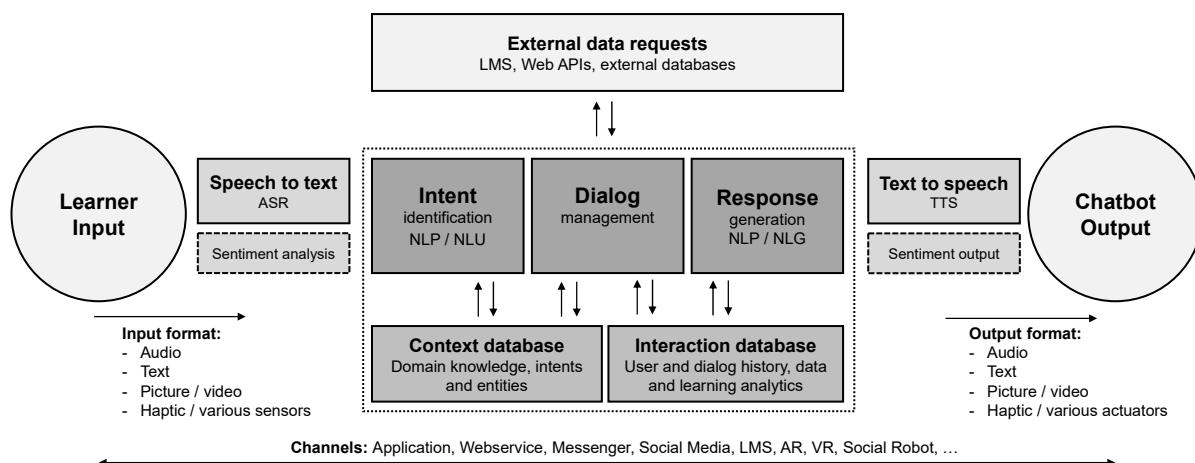 External data requests
LMS, Web APIs, external databases
Learner
Input
Speech to text
ASR
Sentiment analysis
Intent
identification
NLP / NLU
Dialog
management
Response
generation
NLP / NLG
Text to speech
TTS
Sentiment output
Chatbot
Output
Context database
Domain knowledge, intents
and entities
Interaction database
User and dialog history, data
and learning analytics
Input format:
- Audio
- Text
- Picture / video
- Haptic / various sensors
Output format:
- Audio
- Text
- Picture / video
- Haptic / various actuators
Channels: Application, Webservice, Messenger, Social Media, LMS, AR, VR, Social Robot, …